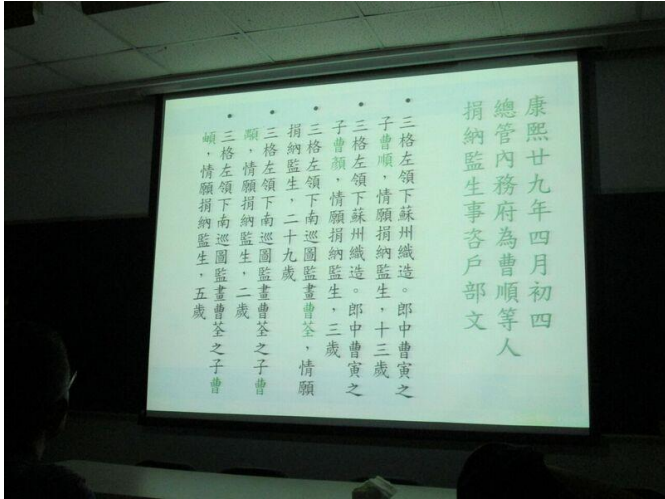 康熙廿九年四月初四
總管內務府為曹順等人
捐納監生事咨戶部文
• 三格左領下蘇州織造。郎中曹寅之
子曹順，情願捐納監生，十三歲
• 三格左領下蘇州織造。郎中曹寅之
子曹顏，情願捐納監生，三歲
• 三格左領下南巡圖監畫曹荃，情願
捐納監生，二十九歲
• 三格左領下南巡圖監畫曹荃之子曹
顒，情願捐納監生，二歲
• 三格左領下南巡圖監畫曹荃之子曹
，情願捐納監生，五歲